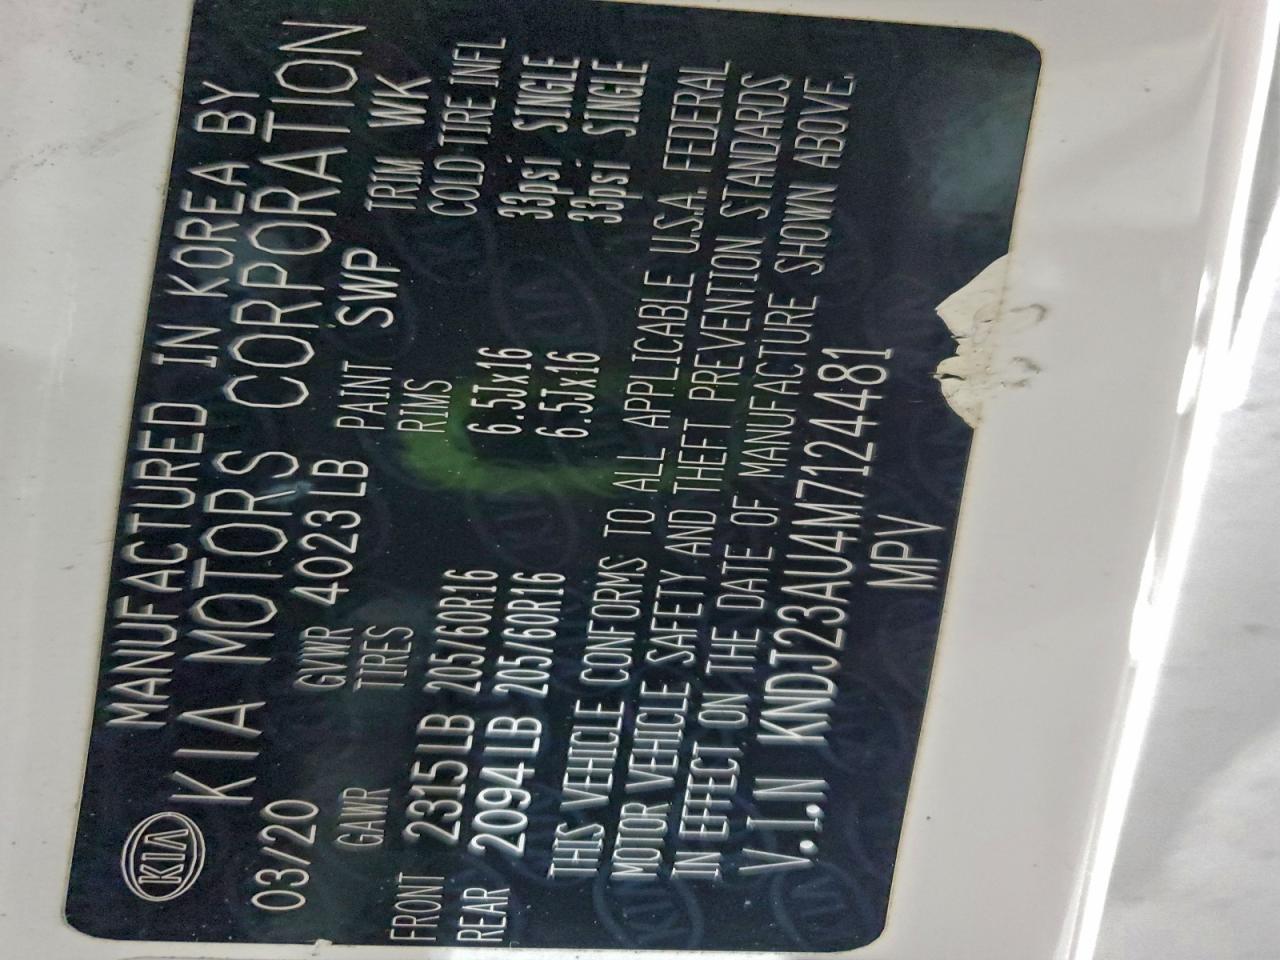 KIA
MANUFACTURED IN KOREA BY
KIA MOTORS CORPORATION
03/20 GVWR 4023LB PAINT SWP TRIM WK
GAWR TIRES RIMS COLD TIRE INFL
FRONT 2315LB 205/60R16 6.5Jx16 33psi SINGLE
REAR 2094LB 205/60R16 6.5Jx16 33psi SINGLE
THIS VEHICLE CONFORMS TO ALL APPLICABLE U.S.A. FEDERAL
MOTOR VEHICLE SAFETY AND THEFT PREVENTION STANDARDS
IN EFFECT ON THE DATE OF MANUFACTURE SHOWN ABOVE.
V.I.N KNDJ23AU4M7124481
MPV